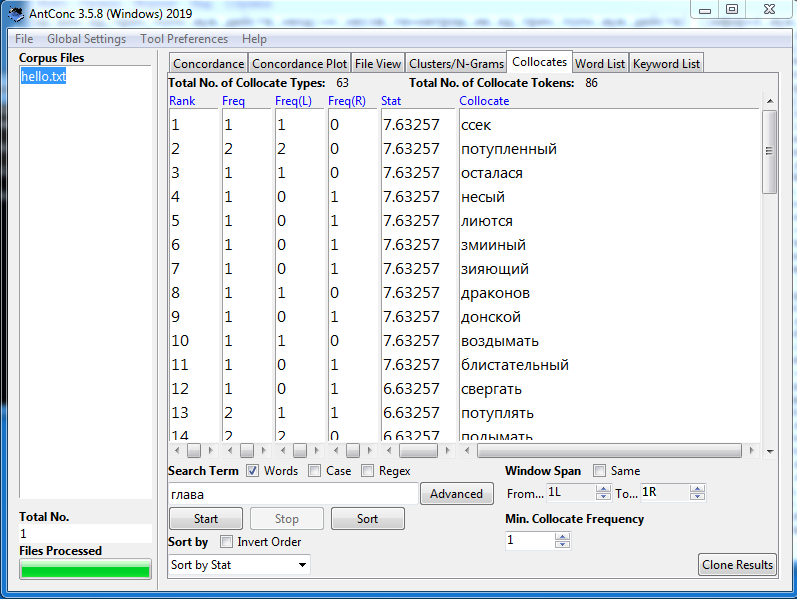 AntConc 3.5.8 (Windows) 2019
File Global Settings Tool Preferences Help
Corpus Files
hello.txt
Concordance Concordance Plot File View Clusters/N-Grams Collocates Word List Keyword List
Total No. of Collocate Types: 63 Total No. of Collocate Tokens: 86
Rank Freq Freq(L) Freq(R) Stat Collocate
1 1 1 0 7.63257 ссек
2 2 2 0 7.63257 потупленный
3 1 1 0 7.63257 осталася
4 1 0 1 7.63257 несый
5 1 0 1 7.63257 лиются
6 1 0 1 7.63257 змииный
7 1 0 1 7.63257 зияющий
8 1 1 0 7.63257 драконов
9 1 0 1 7.63257 донской
10 1 1 0 7.63257 воздымать
11 1 0 1 7.63257 блистательный
12 1 0 1 6.63257 свергать
13 2 1 1 6.63257 потуплять
14 2 2 0 6.63257 подымать
Search Term Words Case Regex Window Span Same
глава Advanced From... 1L To... 1R
Start Stop Sort Min. Collocate Frequency
Sort by Invert Order 1
Sort by Stat Clone Results
Total No.
1
Files Processed